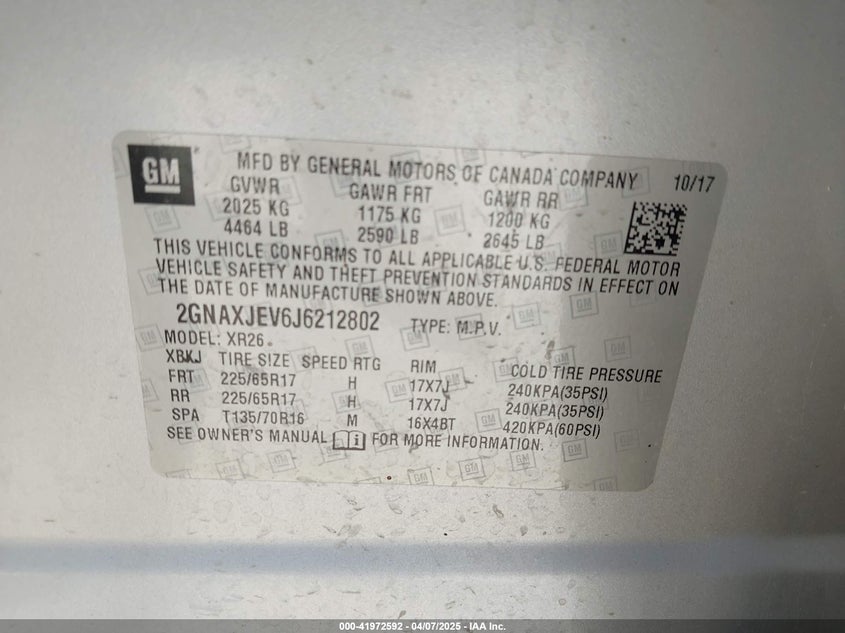 GM
MFD BY GENERAL MOTORS OF CANADA COMPANY 10/17
GVWR GAWR FRT GAWR RR
2025 KG 1175 KG 1200 KG
4464 LB 2590 LB 2645 LB
THIS VEHICLE CONFORMS TO ALL APPLICABLE U.S. FEDERAL MOTOR
VEHICLE SAFETY AND THEFT PREVENTION STANDARDS IN EFFECT ON
THE DATE OF MANUFACTURE SHOWN ABOVE.
2GNAXJEV6J6212802 TYPE: M.P.V.
MODEL: XR26
XBKJ TIRE SIZE SPEED RTG RIM COLD TIRE PRESSURE
FRT 225/65R17 H 17X7J 240KPA(35PSI)
RR 225/65R17 H 17X7J 240KPA(35PSI)
SPA T135/70R16 M 16X4BT 420KPA(60PSI)
SEE OWNER'S MANUAL FOR MORE INFORMATION.
000-41972592 - 04/07/2025 - IAA Inc.